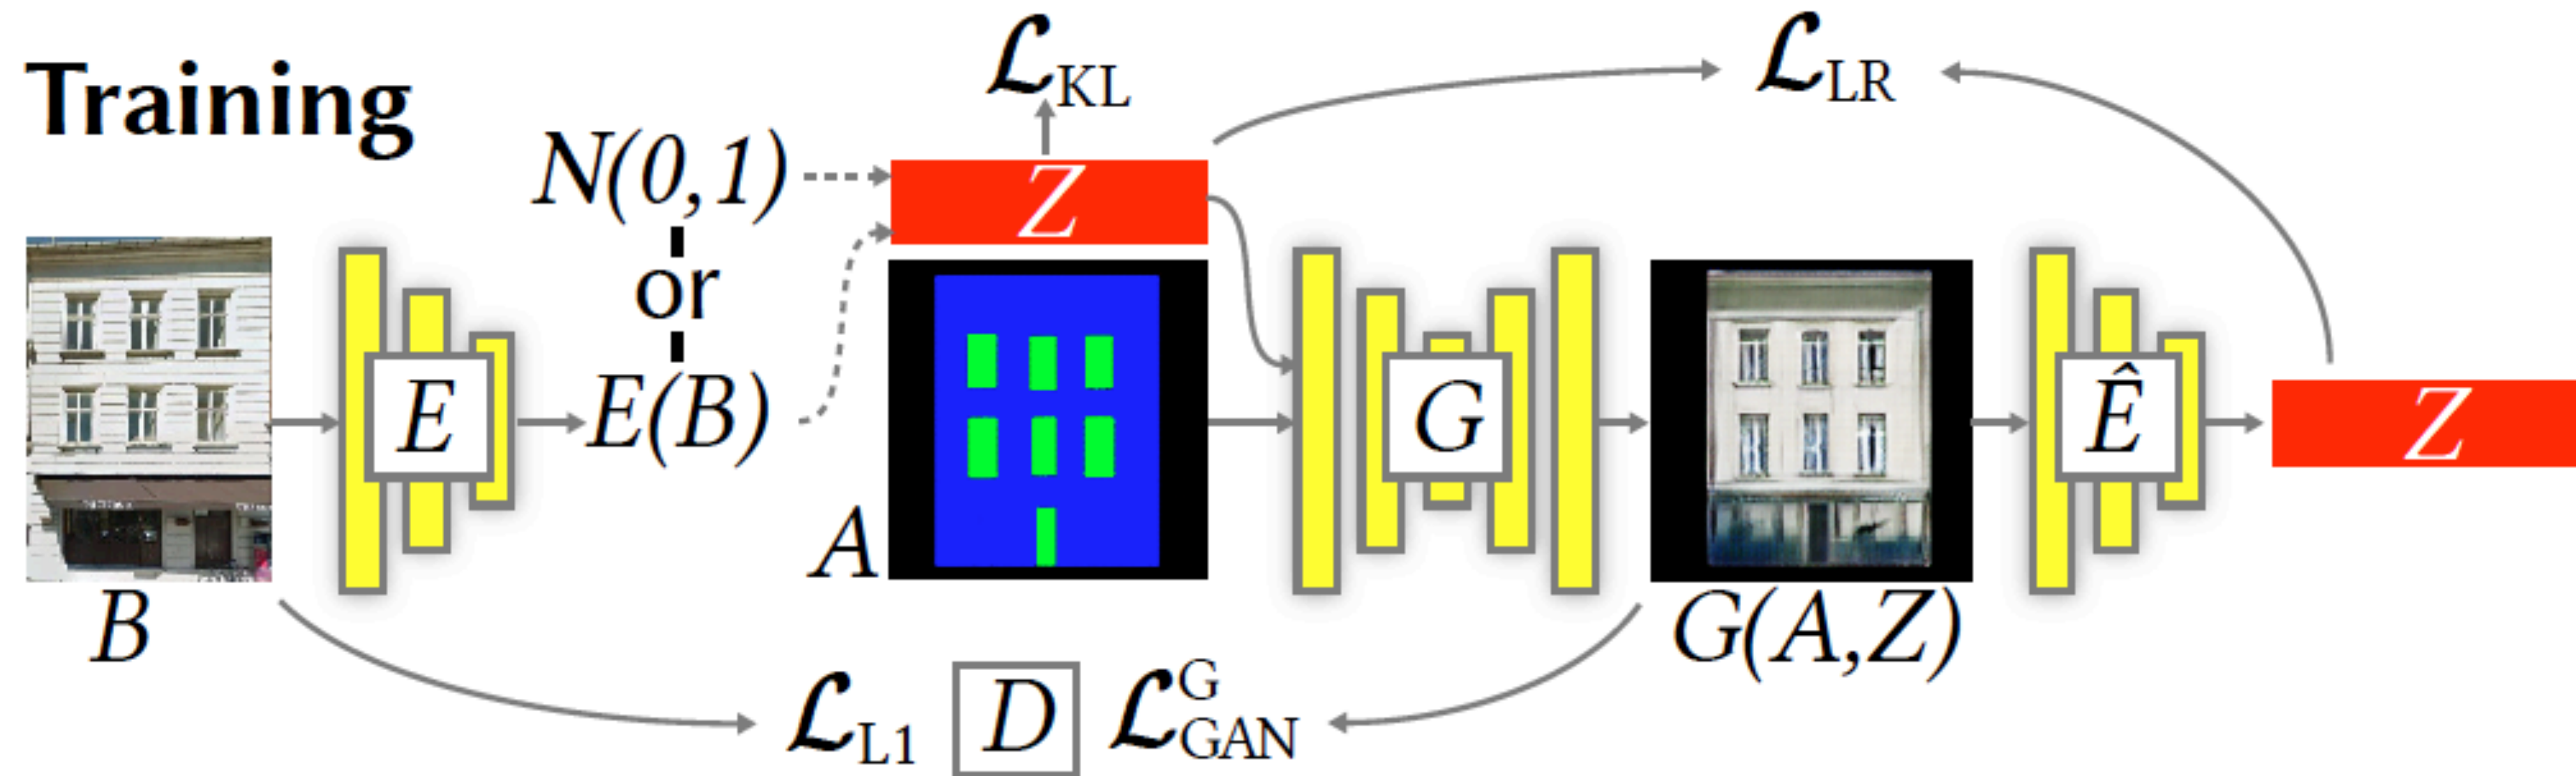 Training
𝓛KL
𝓛LR
N(0,1)
Z
or
E
E(B)
G
Ê
Z
A
B
G(A,Z)
𝓛L1 D 𝓛GGAN